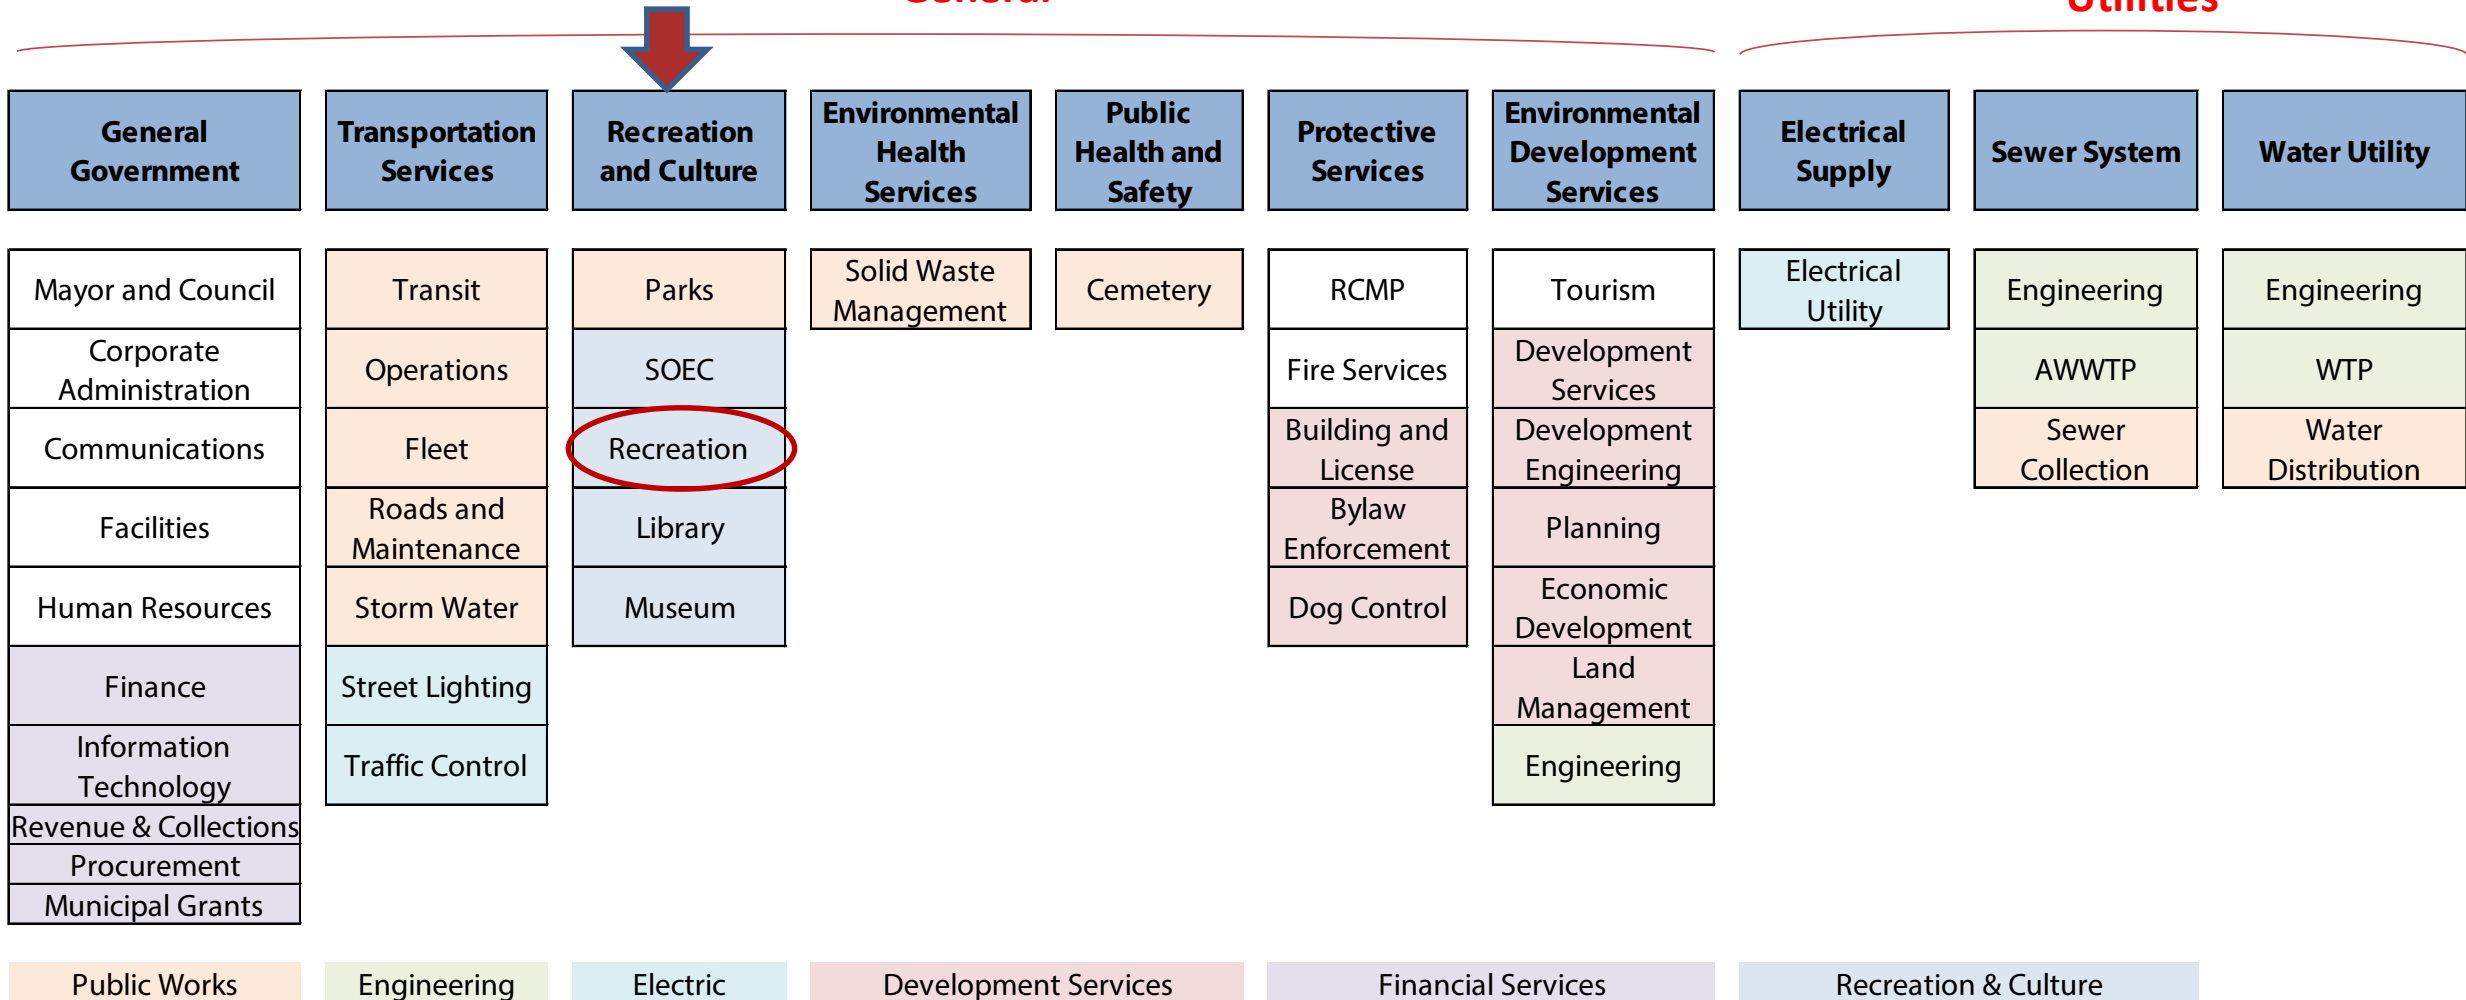 General
Utilities
General
Government
Transportation
Services
Recreation
and Culture
Environmental
Health
Services
Public
Health and
Safety
Protective
Services
Environmental
Development
Services
Electrical
Supply
Sewer System
Water Utility
Mayor and Council
Corporate
Administration
Communications
Facilities
Human Resources
Finance
Information
Technology
Revenue & Collections
Procurement
Municipal Grants
Transit
Operations
Fleet
Roads and
Maintenance
Storm Water
Street Lighting
Traffic Control
Parks
SOEC
Recreation
Library
Museum
Solid Waste
Management
Cemetery
RCMP
Fire Services
Building and
License
Bylaw
Enforcement
Dog Control
Tourism
Development
Services
Development
Engineering
Planning
Economic
Development
Land
Management
Engineering
Electrical
Utility
Engineering
AWWTP
Sewer
Collection
Engineering
WTP
Water
Distribution
Public Works
Engineering
Electric
Development Services
Financial Services
Recreation & Culture